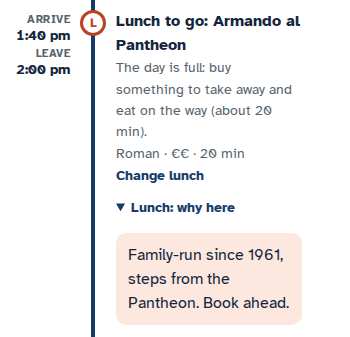 ARRIVE
1:40 pm
LEAVE
2:00 pm
L
Lunch to go: Armando al
Pantheon
The day is full: buy
something to take away and
eat on the way (about 20
min).
Roman · €€ · 20 min
Change lunch
▼ Lunch: why here
Family-run since 1961,
steps from the
Pantheon. Book ahead.